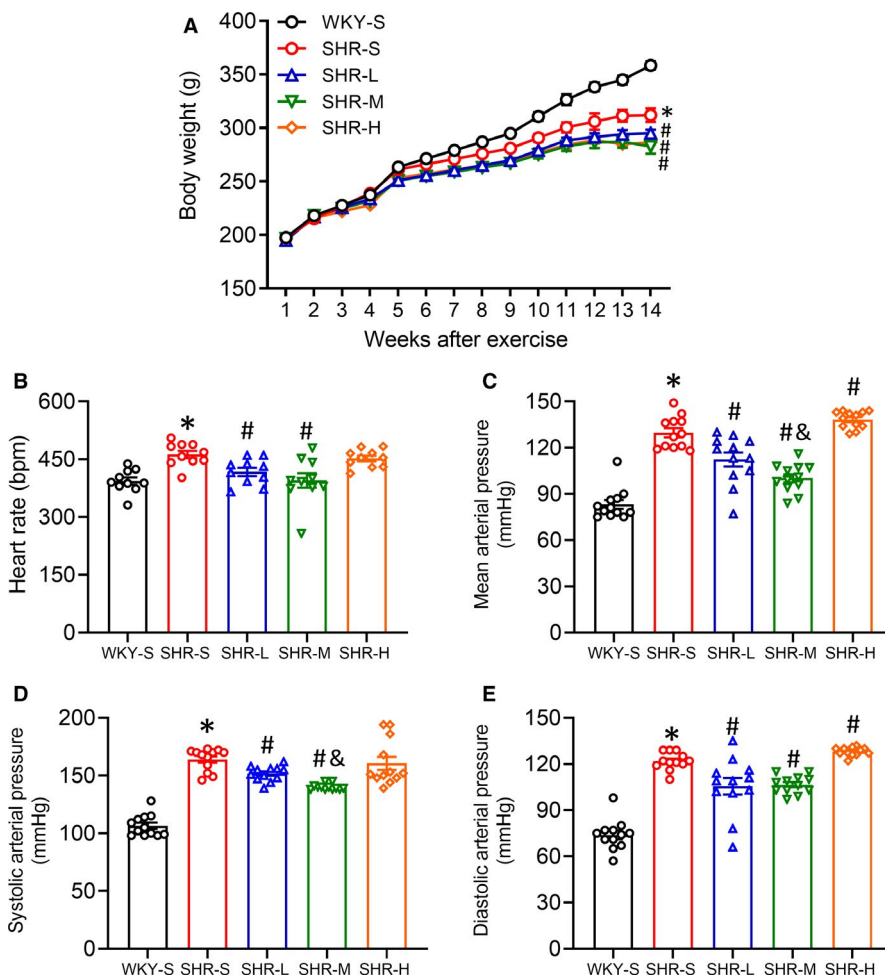 A
WKY-S
SHR-S
SHR-L
SHR-M
SHR-H
Body weight (g)
400
350
300
250
200
150
*
#
#
#
1 2 3 4 5 6 7 8 9 10 11 12 13 14
Weeks after exercise
B
Heart rate (bpm)
600
450
300
150
0
* # #
WKY-S SHR-S SHR-L SHR-M SHR-H
C
Mean arterial pressure
(mmHg)
150
120
90
60
30
0
* # #& #
WKY-S SHR-S SHR-L SHR-M SHR-H
D
Systolic arterial pressure
(mmHg)
200
150
100
50
0
* # #&
WKY-S SHR-S SHR-L SHR-M SHR-H
E
Diastolic arterial pressure
(mmHg)
150
120
90
60
30
0
* # # #
WKY-S SHR-S SHR-L SHR-M SHR-H